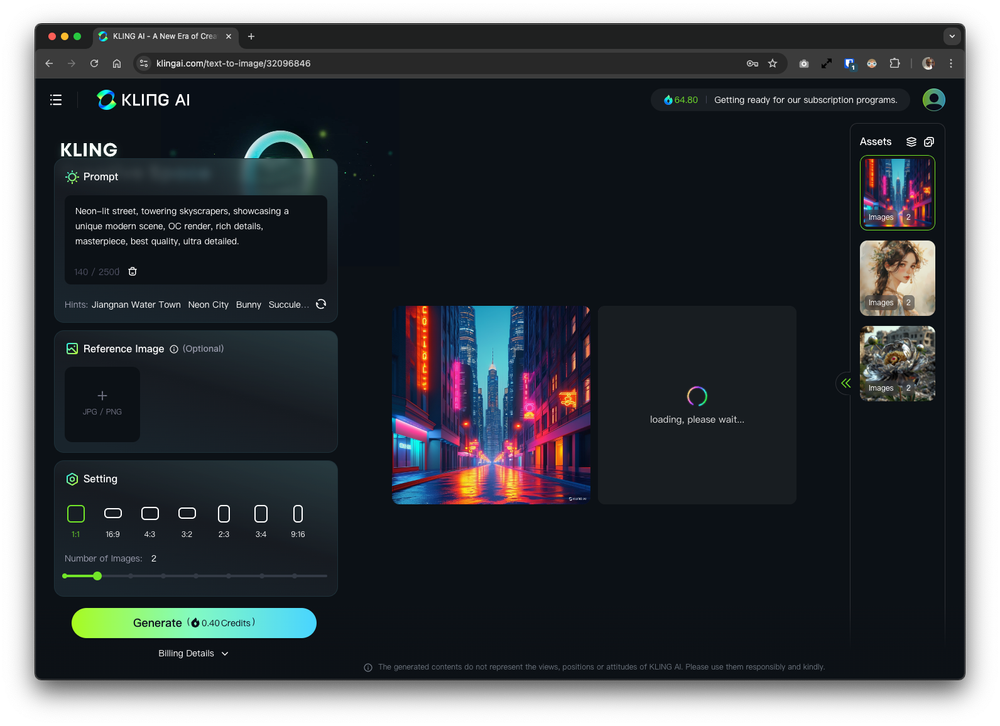 KLING AI - A New Era of Crea
klingai.com/text-to-image/32096846
KLING AI
64.80
Getting ready for our subscription programs.
KLING
Prompt
Neon-lit street, towering skyscrapers, showcasing a
unique modern scene, OC render, rich details,
masterpiece, best quality, ultra detailed.
140 / 2500
Hints: Jiangnan Water Town Neon City Bunny Succule...
Reference Image (Optional)
JPG / PNG
Setting
1:1 16:9 4:3 3:2 2:3 3:4 9:16
Number of Images: 2
Generate ( 0.40 Credits )
Billing Details
loading, please wait...
KLING AI
Assets
Images 2
Images 2
Images 2
The generated contents do not represent the views, positions or attitudes of KLING AI. Please use them responsibly and kindly.